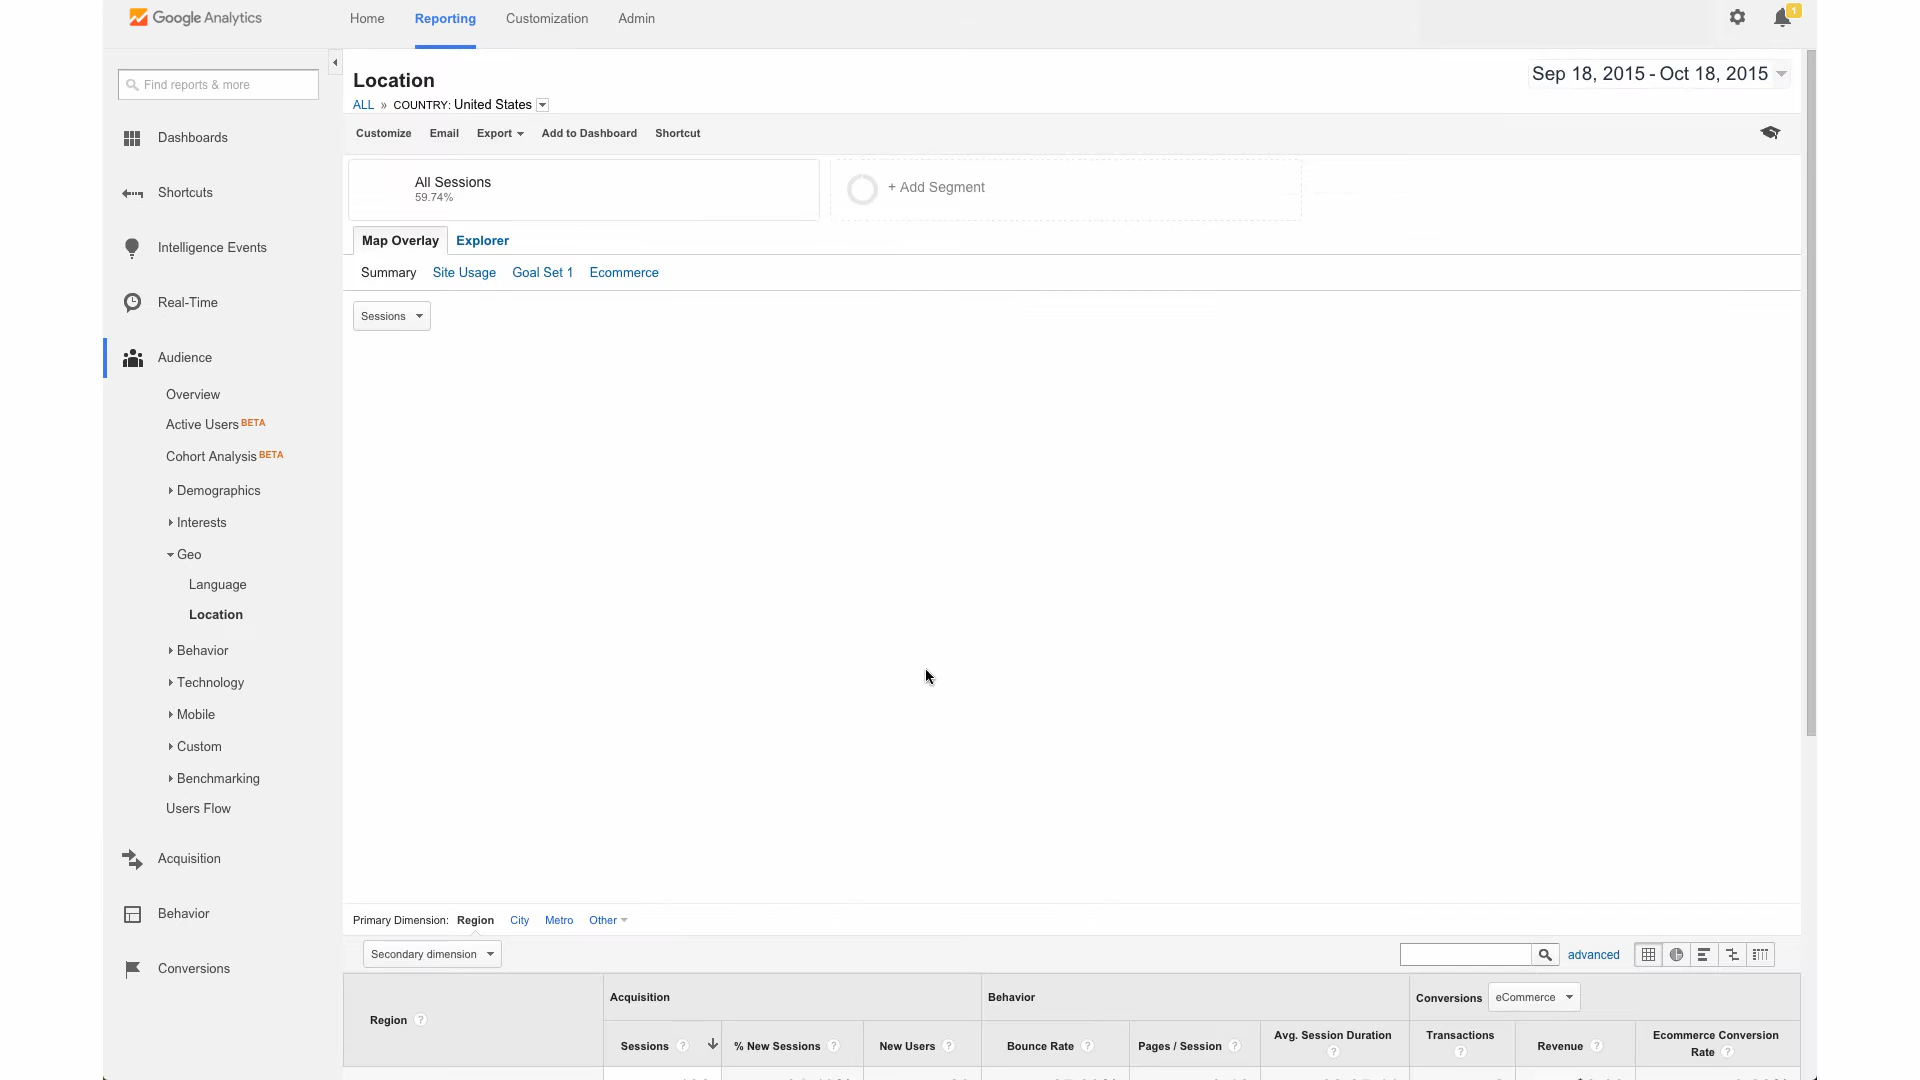 Google Analytics
Home Reporting Customization Admin
1
Find reports & more
Dashboards
Shortcuts
Intelligence Events
Real-Time
Audience
Overview
Active Users BETA
Cohort Analysis BETA
Demographics
Interests
Geo
Language
Location
Behavior
Technology
Mobile
Custom
Benchmarking
Users Flow
Acquisition
Behavior
Conversions
Location
Sep 18, 2015 - Oct 18, 2015
ALL » COUNTRY: United States
Customize Email Export Add to Dashboard Shortcut
All Sessions
59.74%
+ Add Segment
Map Overlay Explorer
Summary Site Usage Goal Set 1 Ecommerce
Sessions
Primary Dimension: Region City Metro Other
Secondary dimension
advanced
Region ?
Acquisition
Behavior
Conversions eCommerce
Sessions ?
% New Sessions ?
New Users ?
Bounce Rate ?
Pages / Session ?
Avg. Session Duration
?
Transactions
?
Revenue ?
Ecommerce Conversion
Rate ?